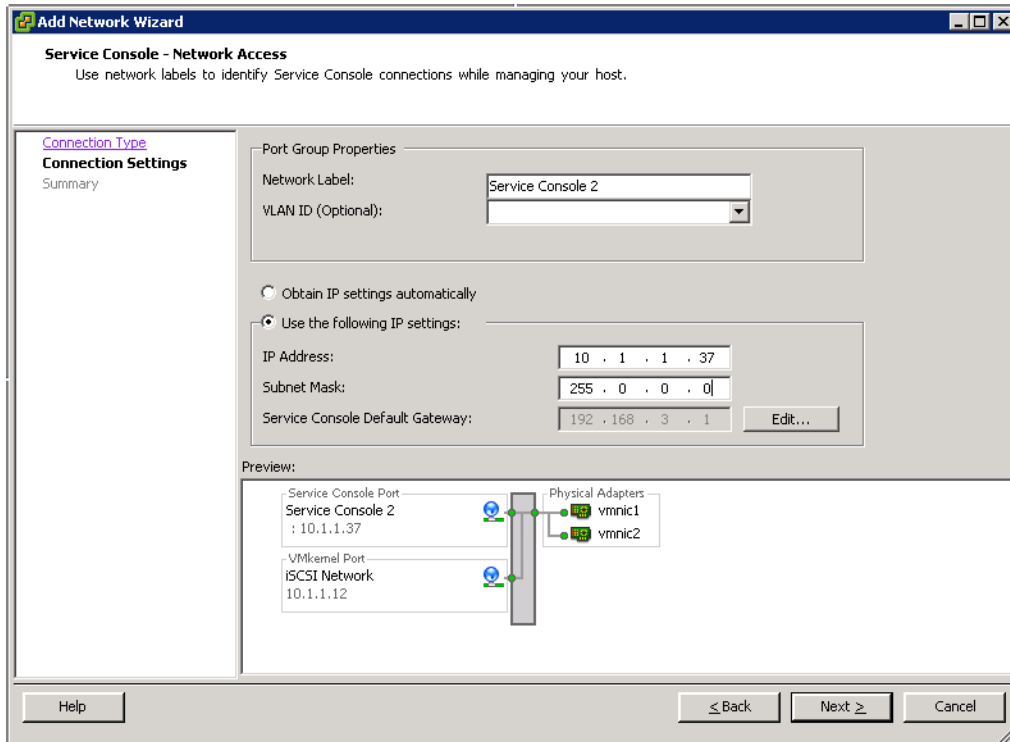 Add Network Wizard
Service Console - Network Access
Use network labels to identify Service Console connections while managing your host.
Connection Type
Connection Settings
Summary
Port Group Properties
Network Label:
Service Console 2
VLAN ID (Optional):
Obtain IP settings automatically
Use the following IP settings:
IP Address:
10 . 1 . 1 . 37
Subnet Mask:
255 . 0 . 0 . 0
Service Console Default Gateway:
192 . 168 . 3 . 1
Edit...
Preview:
Service Console Port
Service Console 2
: 10.1.1.37
VMkernel Port
iSCSI Network
10.1.1.12
Physical Adapters
vmnic1
vmnic2
Help
< Back
Next >
Cancel